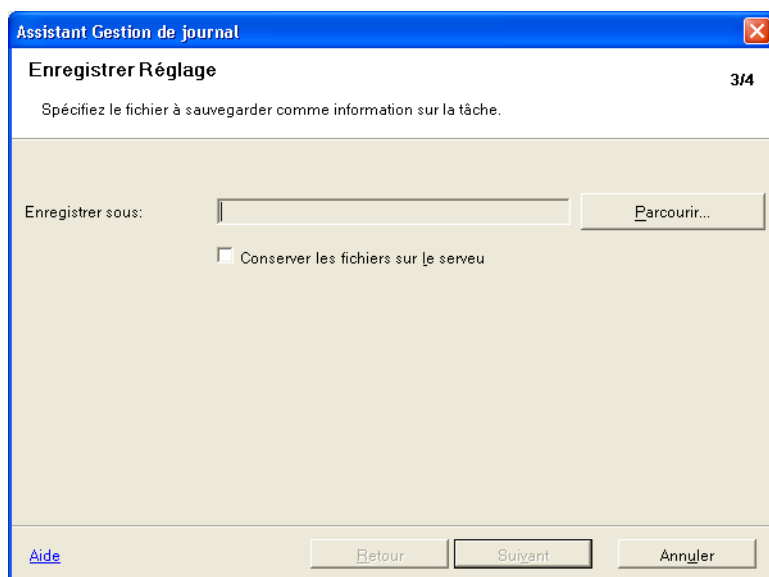 Assistant Gestion de journal
Enregistrer Réglage
3/4
Spécifiez le fichier à sauvegarder comme information sur la tâche.
Enregistrer sous:
Parcourir...
Conserver les fichiers sur le serveu
Aide
Retour
Suivant
Annuler